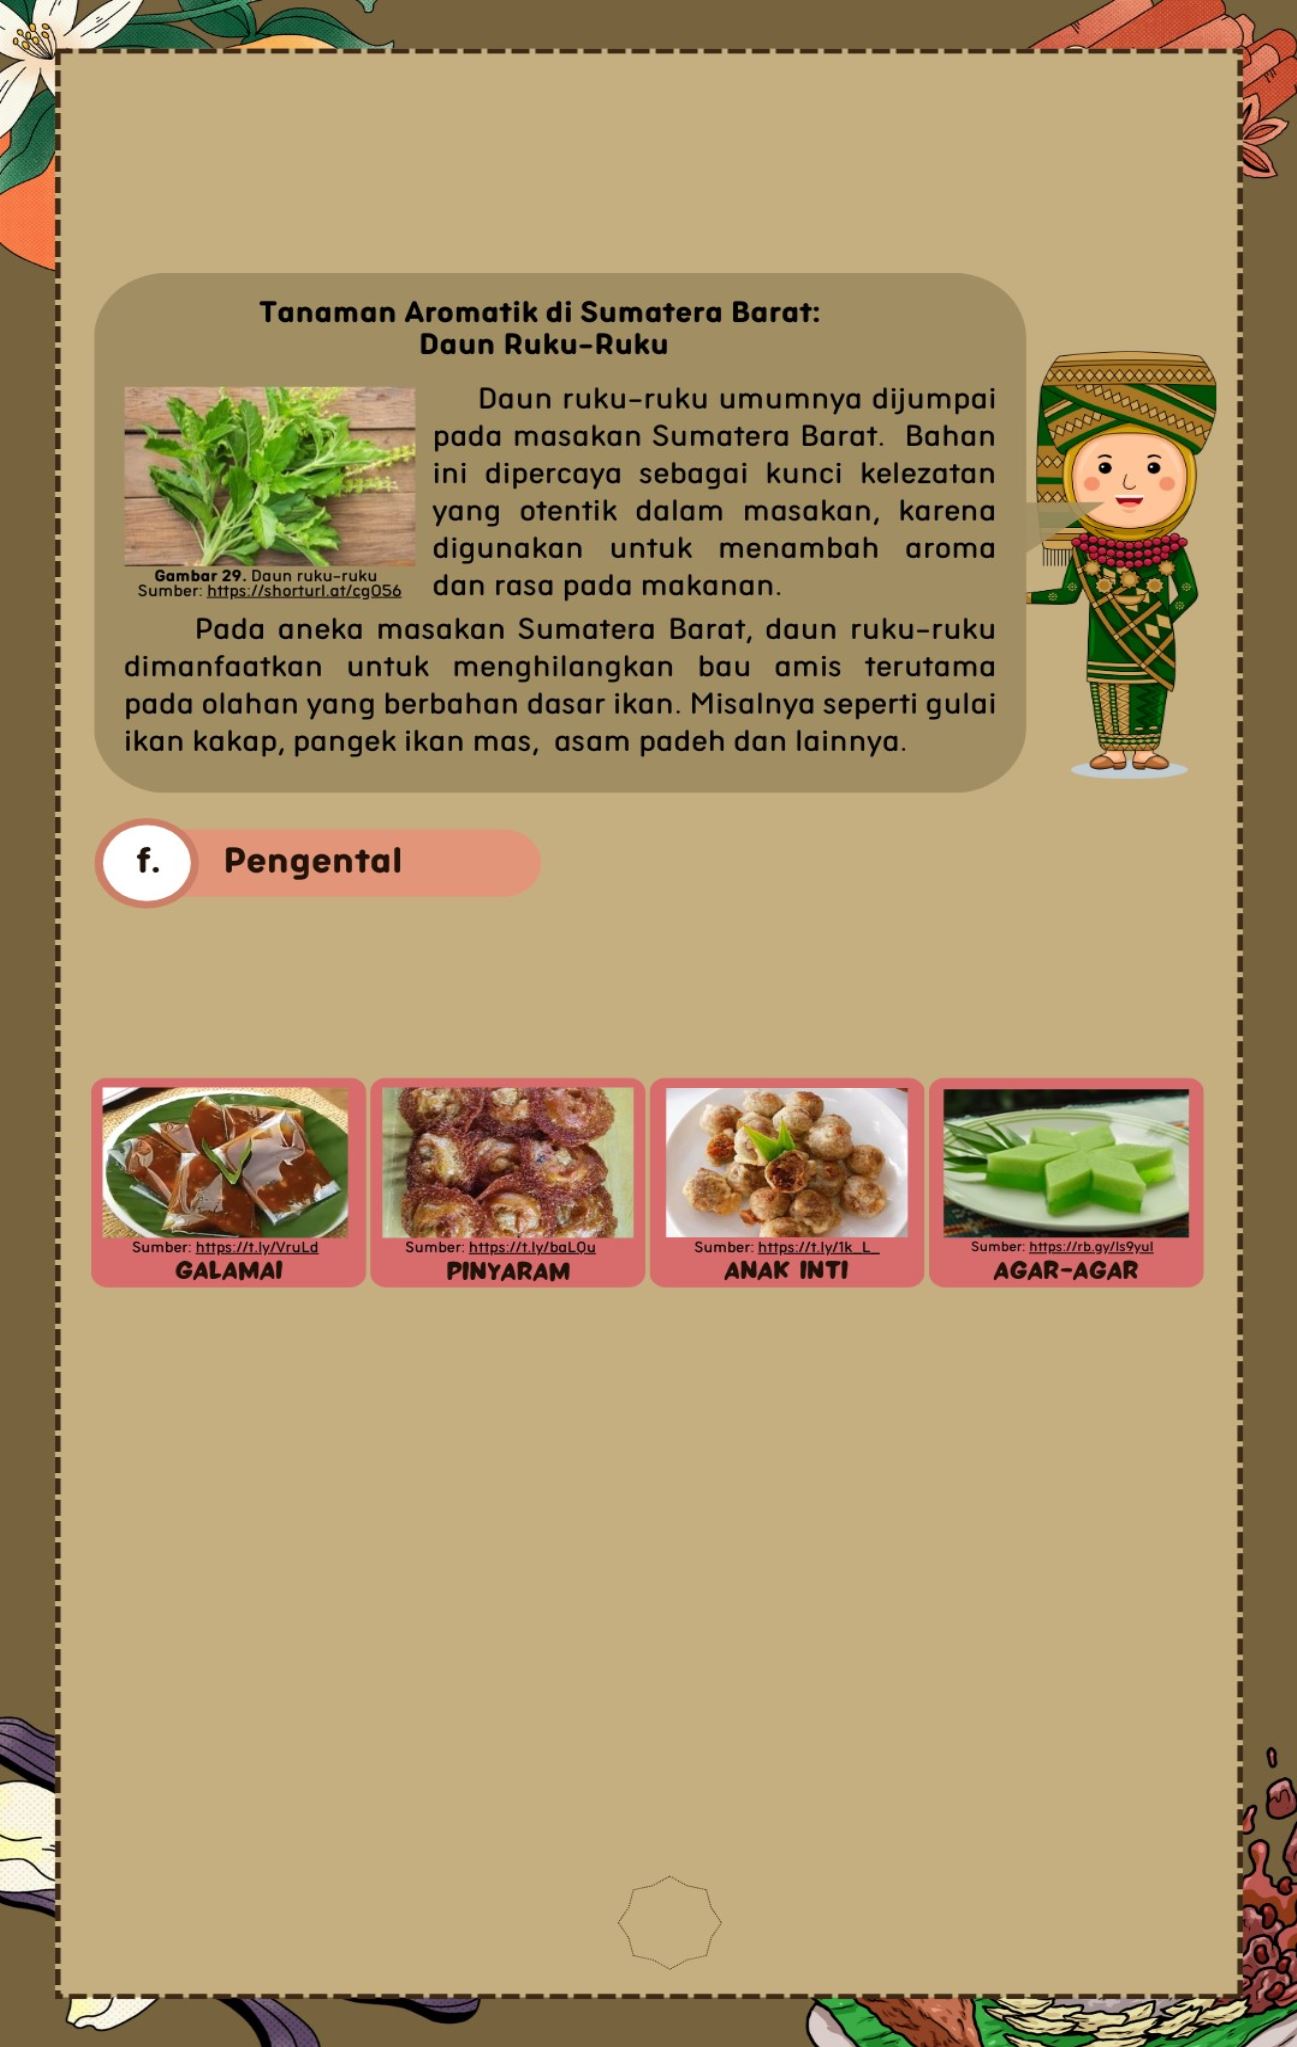 Tanaman Aromatik di Sumatera Barat:
Daun Ruku-Ruku
Daun ruku-ruku umumnya dijumpai
pada masakan Sumatera Barat. Bahan
ini dipercaya sebagai kunci kelezatan
yang otentik dalam masakan, karena
digunakan untuk menambah aroma
dan rasa pada makanan.
Gambar 29. Daun ruku-ruku
Sumber: https://shorturl.at/cgO56
Pada aneka masakan Sumatera Barat, daun ruku-ruku
dimanfaatkan untuk menghilangkan bau amis terutama
pada olahan yang berbahan dasar ikan. Misalnya seperti gulai
ikan kakap, pangek ikan mas, asam padeh dan lainnya.
f. Pengental
Sumber: https://t.ly/VruLd
GALAMAI
Sumber: https://t.ly/baLQu
PINYARAM
Sumber: https://t.ly/1k_L_
ANAK INTI
Sumber: https://rb.gy/ls9yul
AGAR-AGAR